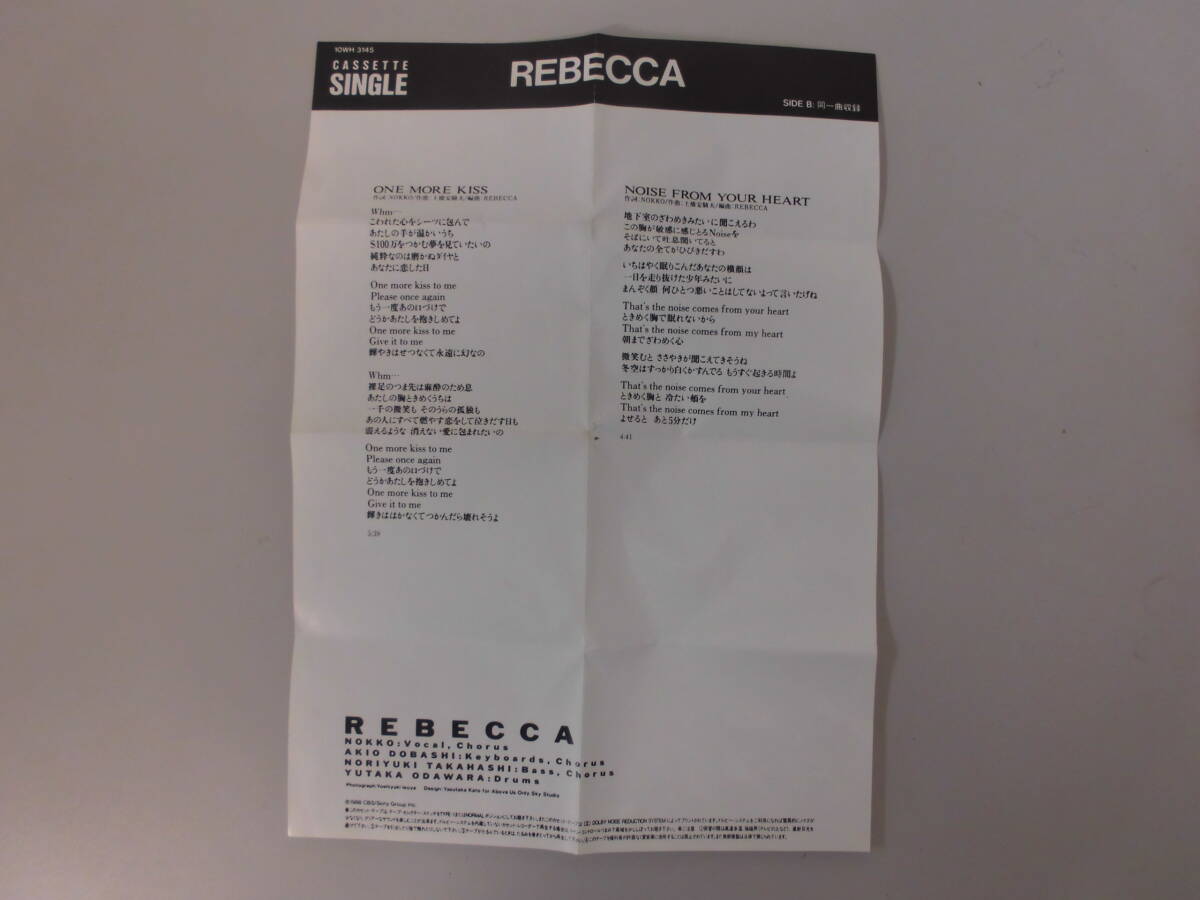 10WH 3145
CASSETTE
SINGLE
REBECCA
SIDE B: 同一曲収録
ONE MORE KISS
作詞:NOKKO/作曲:土橋安騎夫/編曲:REBECCA
Whm…
こわれた心をシーツに包んで
あたしの手が温かいうち
$100万をつかむ夢を見ていたいの
純粋なのは磨かぬダイヤと
あなたに恋した日
One more kiss to me
Please once again
もう一度あの口づけで
どうかあたしを抱きしめてよ
One more kiss to me
Give it to me
輝やきはせつなくて永遠に幻なの
Whm…
裸足のつま先は麻酔のため息
あたしの胸ときめくうちは
一千の微笑も そのうらの孤独も
あの人にすべて燃やす恋をして泣きだす日も
震えるような 消えない愛に包まれたいの
One more kiss to me
Please once again
もう一度あの口づけで
どうかあたしを抱きしめてよ
One more kiss to me
Give it to me
輝きははかなくてつかんだら壊れそうよ
5:39
NOISE FROM YOUR HEART
作詞:NOKKO/作曲:土橋安騎夫/編曲:REBECCA
地下室のざわめきみたいに聞こえるわ
この胸が敏感に感じとるNoiseを
そばにいて吐息聞いてると
あなたの全てがひびきだすわ
いちはやく眠りこんだあなたの横顔は
一日を走り抜けた少年みたいに
まんぞく顔 何ひとつ悪いことはしてないよって言いたげね
That's the noise comes from your heart
ときめく胸で眠れないから
That's the noise comes from my heart
朝までざわめく心
微笑むと ささやきが聞こえてきそうね
冬空はすっかり白くかすんでる もうすぐ起きる時間よ
That's the noise comes from your heart
ときめく胸と 冷たい頬を
That's the noise comes from my heart
よせると あと5分だけ
4:41
REBECCA
NOKKO:Vocal, Chorus
AKIO DOBASHI:Keyboards, Chorus
NORIYUKI TAKAHASHI:Bass, Chorus
YUTAKA ODAWARA:Drums
Photograph:Yoshiyuki Design:Yasutaka Kato for Above Us Only Sky Studio
CBS/Sony Group Inc.